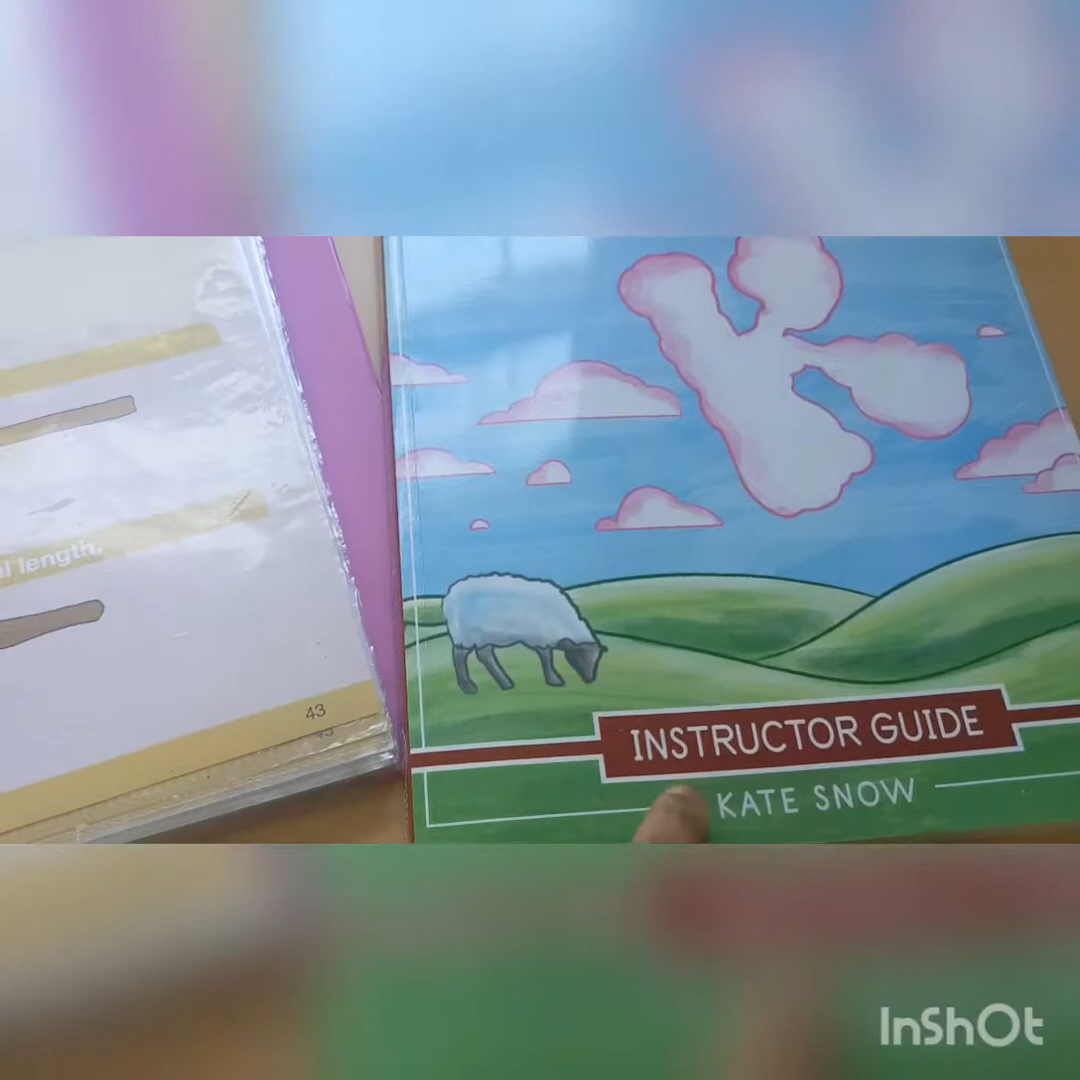 l length.
43
K
INSTRUCTOR GUIDE
KATE SNOW
InShOt